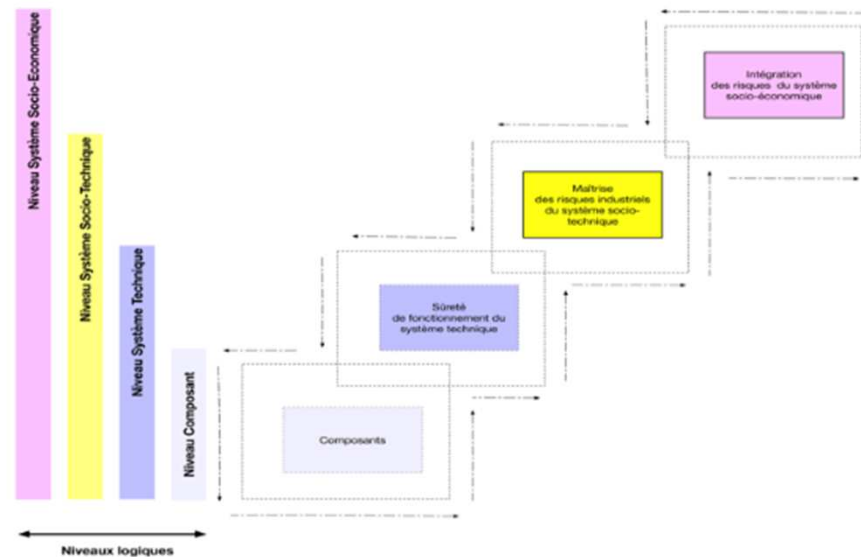 Niveau Système Socio-Economique
Niveau Système Socio-Technique
Niveau Système Technique
Niveau Composant
Niveaux logiques
Intégration
des risques du système
socio-économique
Maîtrise
des risques industriels
du système socio-
technique
Sûreté
de fonctionnement du
système technique
Composants